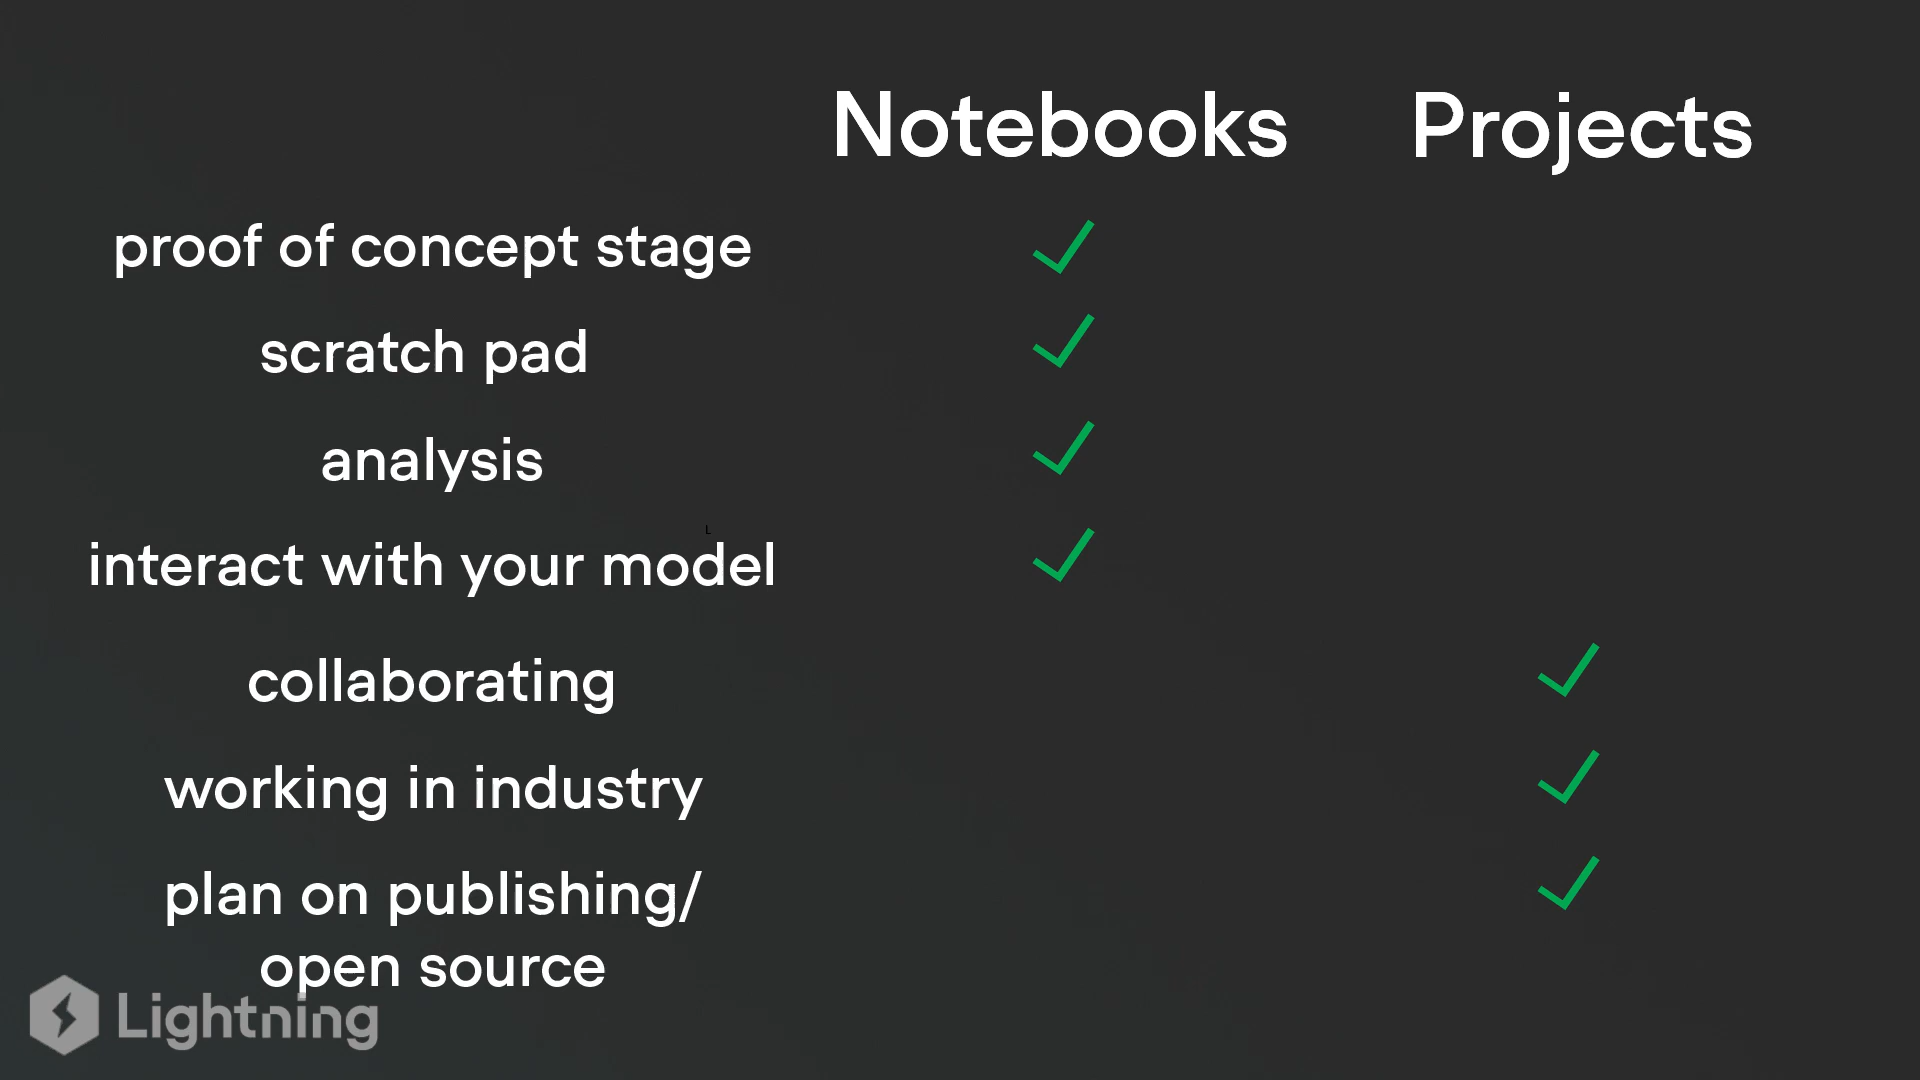 Notebooks Projects
proof of concept stage
scratch pad
analysis
interact with your model
collaborating
working in industry
plan on publishing/
open source
Lightning